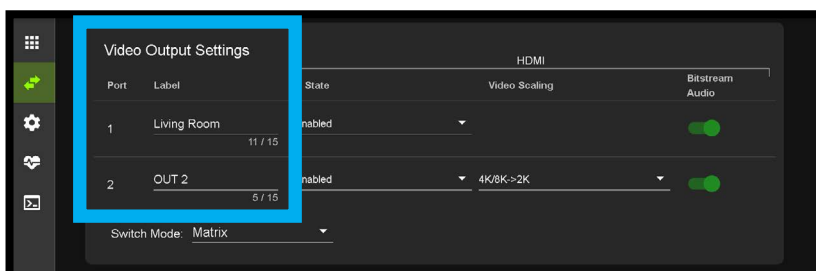 Video Output Settings
HDMI
Port Label State Video Scaling Bitstream Audio
1 Living Room nabled
11 / 15
2 OUT 2 nabled 4K/8K->2K
5 / 15
Switch Mode: Matrix